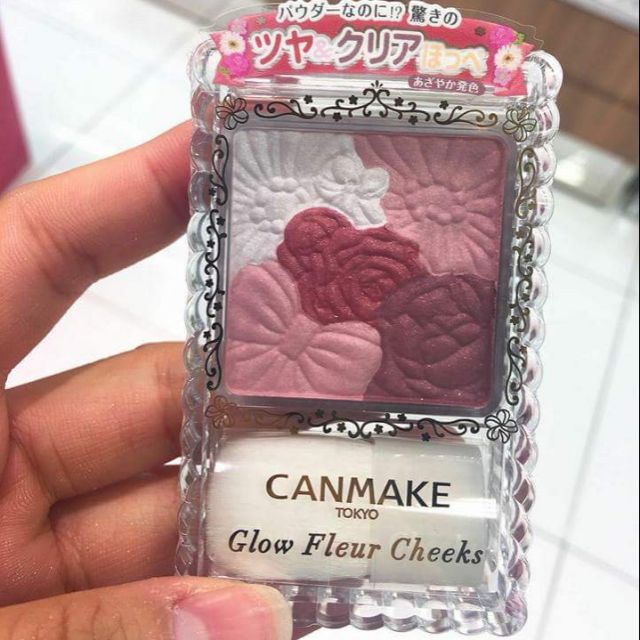 パウダーなのに!? 驚きの
ツヤ&クリアほっぺ
あざやか発色
CANMAKE
TOKYO
Glow Fleur Cheeks